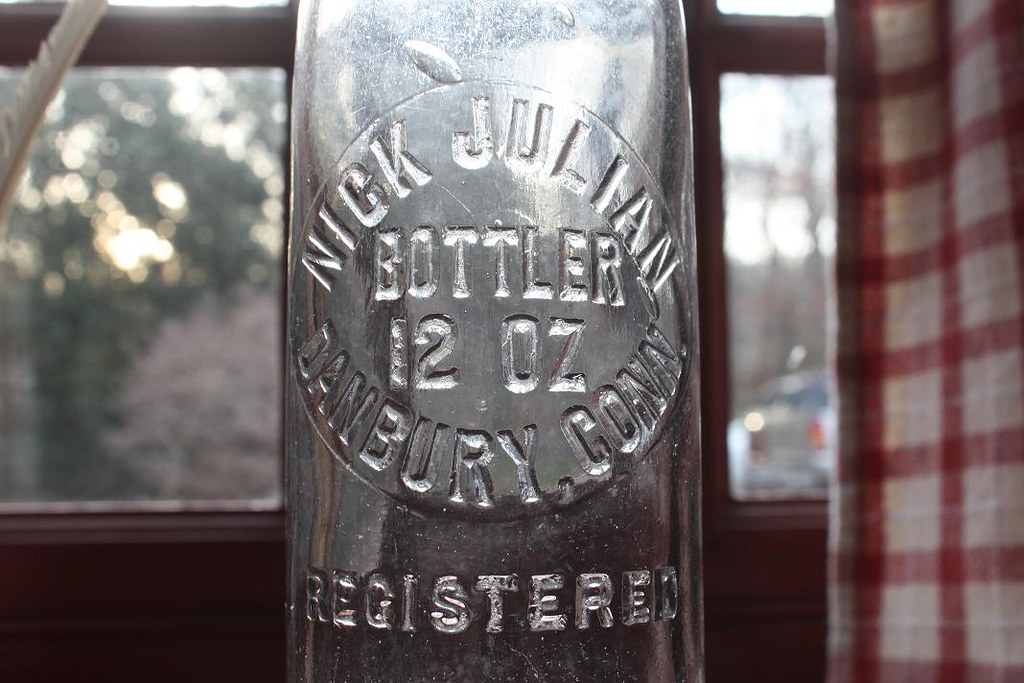 NICK JULIAN
BOTTLER
12 OZ
DANBURY. CONN.
REGISTERED